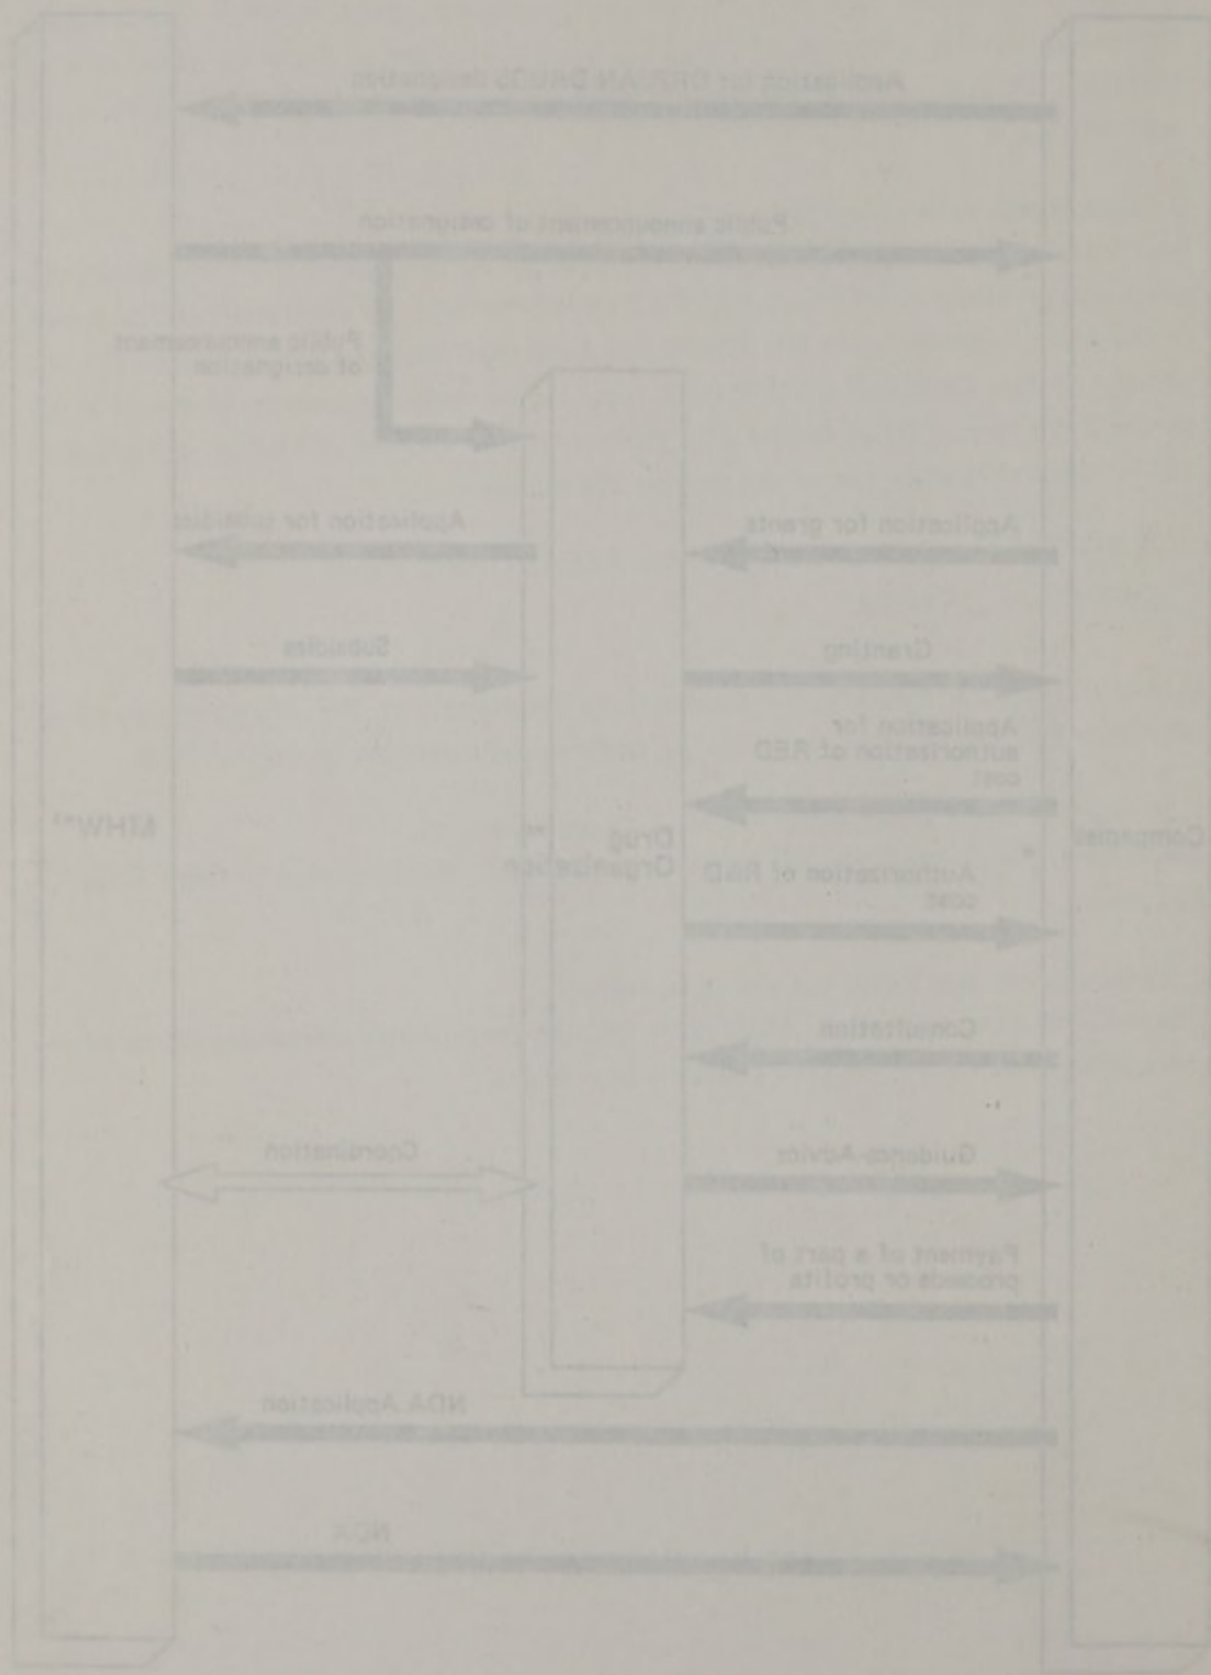 Application for ORPHAN DRUGS designation
Public announcement of designation
Public announcement
of designation
Application for subsidies
Application for grants
Subsidies
Granting
Application for
authorization of RED
cost
MHW
Drug
Organization
Companies
Authorization of R&D
cost
Consultation
Coordination
Guidance-Advice
Payment of a part of
proceeds or profits
NDA Application
NDA